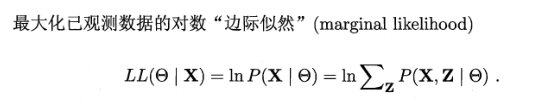 最大化已观测数据的对数“边际似然”(marginal likelihood)
LL(Θ | X) = ln P(X | Θ) = ln ∑_Z P(X, Z | Θ) .